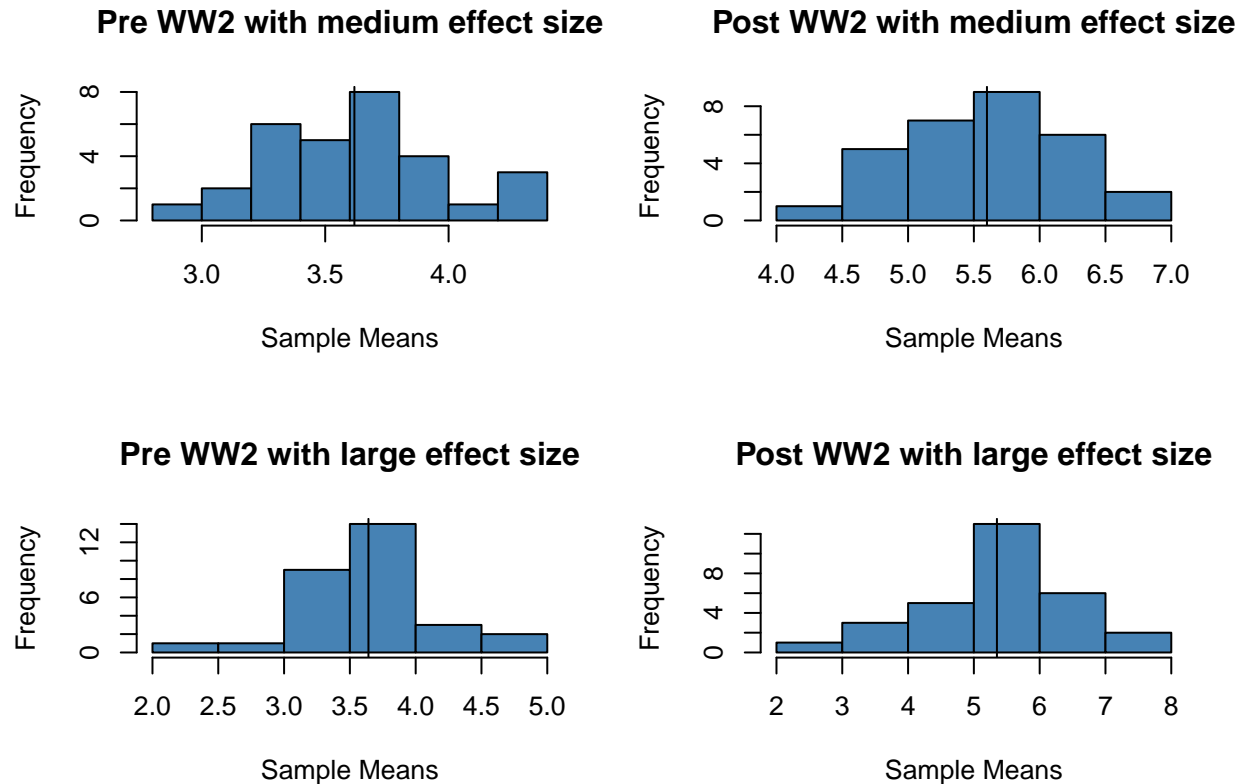 Pre WW2 with medium effect size
Frequency
0 4 8
3.0 3.5 4.0
Sample Means
Post WW2 with medium effect size
Frequency
0 4 8
4.0 4.5 5.0 5.5 6.0 6.5 7.0
Sample Means
Pre WW2 with large effect size
Frequency
0 6 12
2.0 2.5 3.0 3.5 4.0 4.5 5.0
Sample Means
Post WW2 with large effect size
Frequency
0 4 8
2 3 4 5 6 7 8
Sample Means